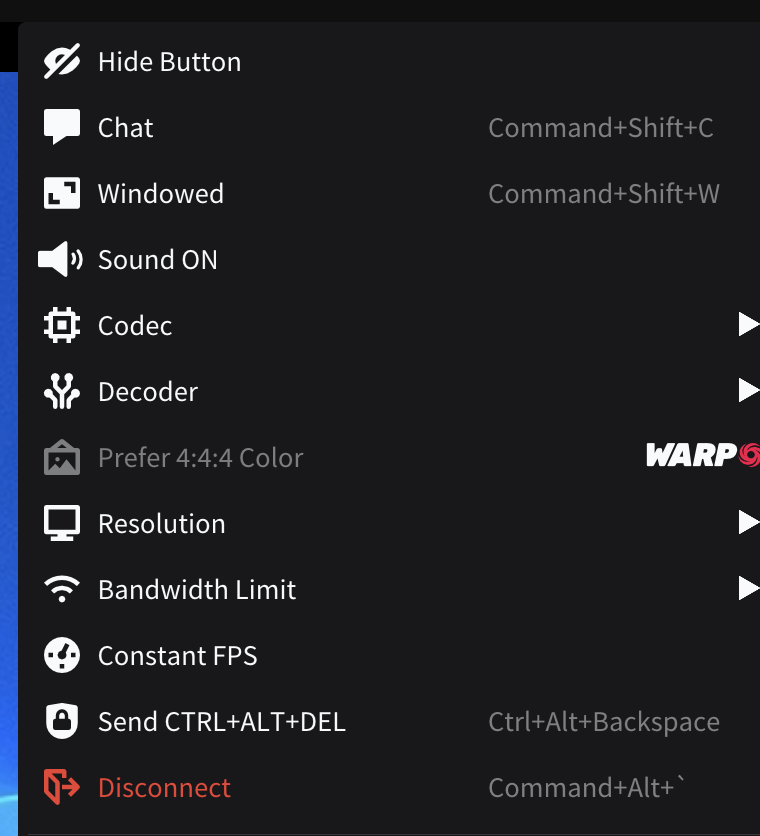 Hide Button
Chat Command+Shift+C
Windowed Command+Shift+W
Sound ON
Codec
Decoder
Prefer 4:4:4 Color WARP
Resolution
Bandwidth Limit
Constant FPS
Send CTRL+ALT+DEL Ctrl+Alt+Backspace
Disconnect Command+Alt+`